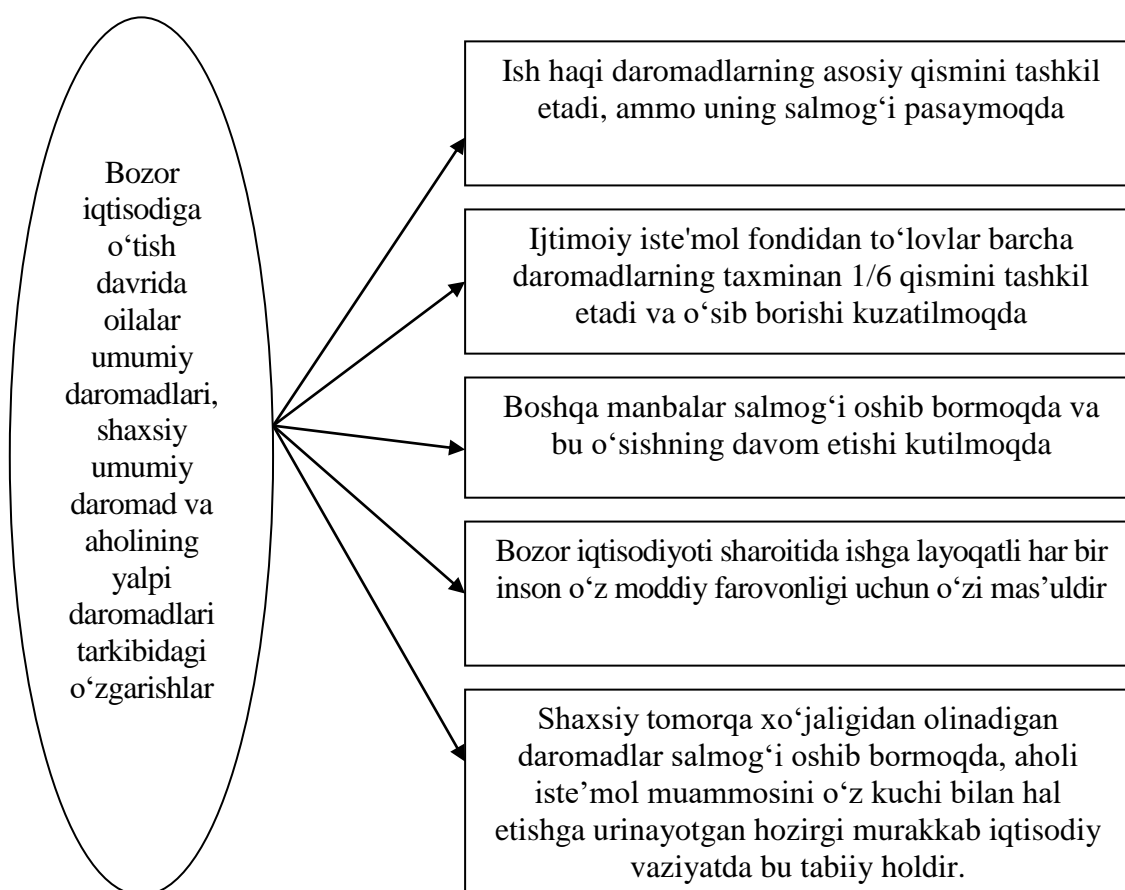 Bozor
iqtisodiga
o‘tish
davrida
oilalar
umumiy
daromadlari,
shaxsiy
umumiy
daromad va
aholining
yalpi
daromadlari
tarkibidagi
o‘zgarishlar
Ish haqi daromadlarning asosiy qismini tashkil
etadi, ammo uning salmog‘i pasaymoqda
Ijtimoiy iste'mol fondidan to‘lovlar barcha
daromadlarning taxminan 1/6 qismini tashkil
etadi va o‘sib borishi kuzatilmoqda
Boshqa manbalar salmog‘i oshib bormoqda va
bu o‘sishning davom etishi kutilmoqda
Bozor iqtisodiyoti sharoitida ishga layoqatli har bir
inson o‘z moddiy farovonligi uchun o‘zi mas’uldir
Shaxsiy tomorqa xo‘jaligidan olinadigan
daromadlar salmog‘i oshib bormoqda, aholi
iste’mol muammosini o‘z kuchi bilan hal
etishga urinayotgan hozirgi murakkab iqtisodiy
vaziyatda bu tabiiy holdir.